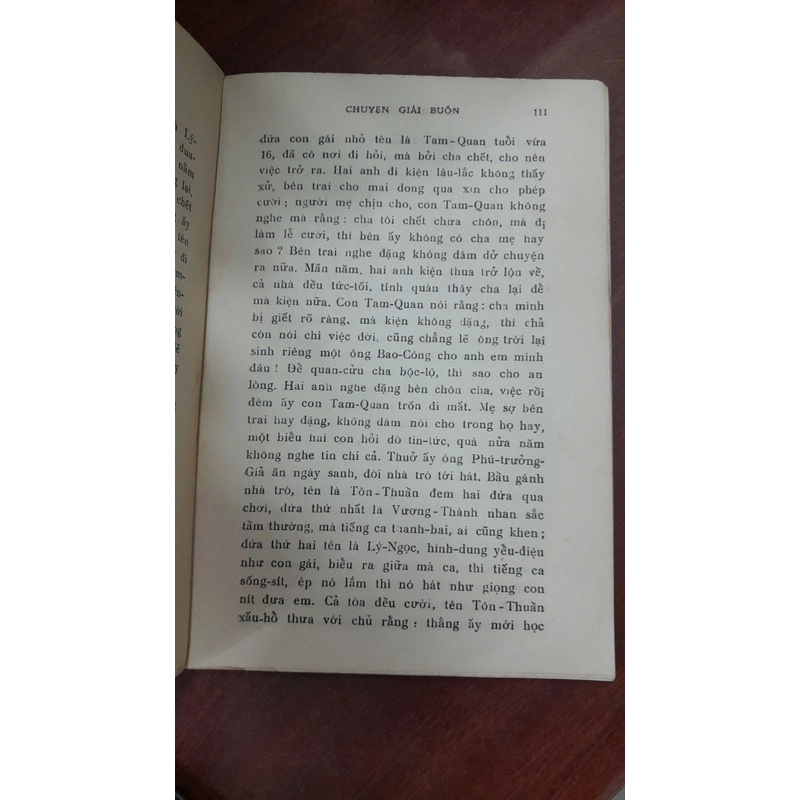 CHUYỆN GIẢI BUỒN 111
đứa con gái nhỏ tên là Tam-Quan tuổi vừa
16, đã có nơi đi hỏi, mà bởi cha chết, cho nên
việc trở ra. Hai anh đi kiện lâu-lắc không thấy
xử, bên trai cho mai dong qua xin cho phép
cưới ; người mẹ chịu cho, con Tam-Quan không
nghe mà rằng : cha tôi chết chưa chôn, mà đi
làm lễ cưới, thì bên ấy không có cha mẹ hay
sao ? Bên trai nghe đặng không dám dở chuyện
ra nữa. Mãn năm, hai anh kiện thua trở lộn về,
cả nhà đều tức-tối, tính quàn thây cha lại để
mà kiện nữa. Con Tam-Quan nói rằng : cha mình
bị giết rõ ràng, mà kiện không đặng, thì chả
còn nói chi việc đời, cũng chẳng lẽ ông trời lại
sinh riêng một ông Bao-Công cho anh em mình
đâu ! Để quan-cửu cha bộc-lộ, thì sao cho an
lòng. Hai anh nghe đặng bèn chôn cha, việc rồi
đêm ấy con Tam-Quan trốn đi mất. Mẹ sợ bên
trai hay đặng, không dám nói cho trong họ hay,
một biểu hai con hỏi dò tin-tức, quá nửa năm
không nghe tin chi cả. Thuở ấy ông Phú-trưởng-
Giả ăn ngày sanh, đòi nhà trò tới hát. Bầu gánh
nhà trò, tên là Tôn-Thuần đem hai đứa qua
chơi, đứa thứ nhất là Vương-Thành nhan sắc
tầm thường, mà tiếng ca thanh-bai, ai cũng khen ;
đứa thứ hai tên là Lý-Ngọc, hình-dung yểu-điệu
như con gái, biểu ra giữa mà ca, thì tiếng ca
sống-sít, ép nó lắm thì nó hát như giọng con
nít đưa em. Cả tòa đều cười, tên Tôn-Thuần
xấu-hổ thưa với chủ rằng : thằng ấy mới học